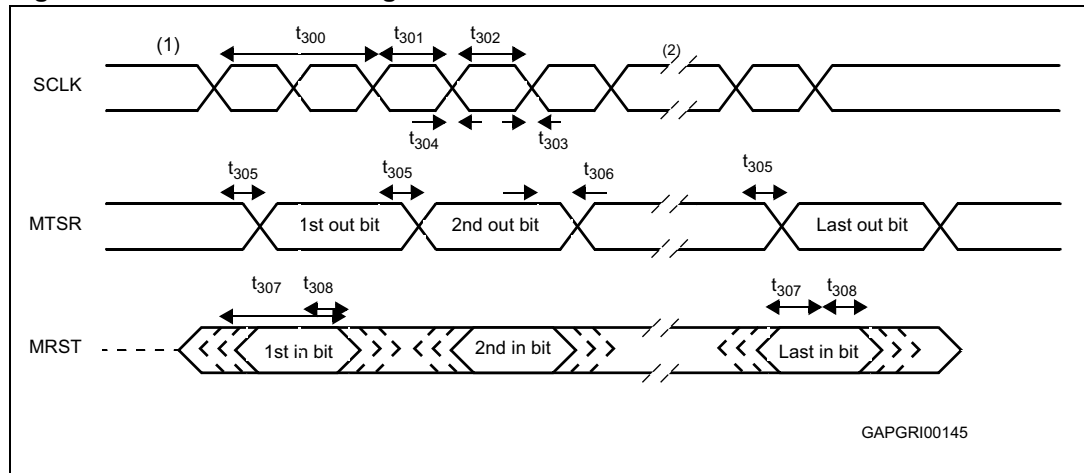 (1)
t300
t301
t302
(2)
SCLK
t304
t303
t305
t305
t306
t305
MTSR
1st out bit
2nd out bit
Last out bit
t307
t308
t307
t308
MRST
1st in bit
2nd in bit
Last in bit
GAPGRI00145